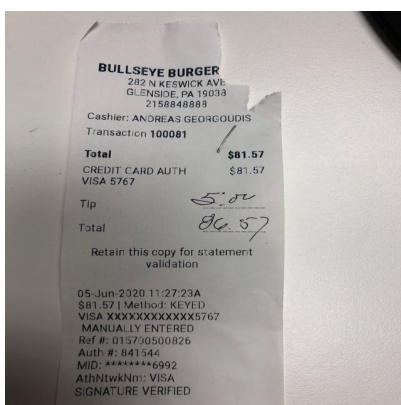 BULLSEYE BURGER
282 N KESWICK AVE
GLENSIDE, PA 19038
2158848888
Cashier: ANDREAS GEORGOUDIS
Transaction 100081
Total $81.57
CREDIT CARD AUTH $81.57
VISA 5767
Tip 5.00
Total 86.57
Retain this copy for statement
validation
05-Jun-2020 11:27:23A
$81.57 | Method: KEYED
VISA XXXXXXXXXXXX5767
MANUALLY ENTERED
Ref #: 015700500826
Auth #: 841544
MID: ********6992
AthNtwkNm: VISA
SIGNATURE VERIFIED